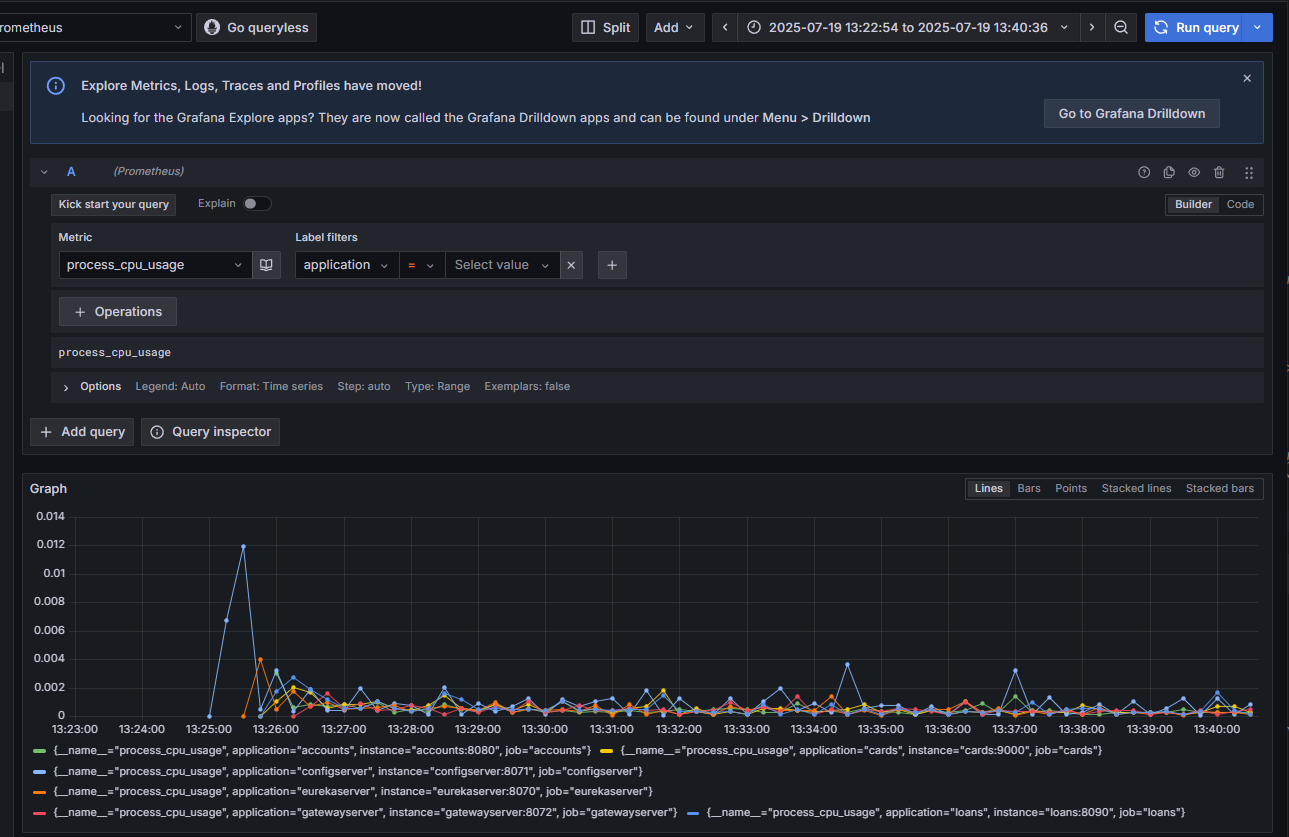 rometheus Go queryless Split Add 2025-07-19 13:22:54 to 2025-07-19 13:40:36 Run query
Explore Metrics, Logs, Traces and Profiles have moved!
Looking for the Grafana Explore apps? They are now called the Grafana Drilldown apps and can be found under Menu > Drilldown Go to Grafana Drilldown
A (Prometheus)
Kick start your query Explain Builder Code
Metric Label filters
process_cpu_usage application = Select value
+ Operations
process_cpu_usage
Options Legend: Auto Format: Time series Step: auto Type: Range Exemplars: false
+ Add query Query inspector
Graph Lines Bars Points Stacked lines Stacked bars
0.014
0.012
0.01
0.008
0.006
0.004
0.002
0
13:23:00 13:24:00 13:25:00 13:26:00 13:27:00 13:28:00 13:29:00 13:30:00 13:31:00 13:32:00 13:33:00 13:34:00 13:35:00 13:36:00 13:37:00 13:38:00 13:39:00 13:40:00
{__name__="process_cpu_usage", application="accounts", instance="accounts:8080", job="accounts"} {__name__="process_cpu_usage", application="cards", instance="cards:9000", job="cards"}
{__name__="process_cpu_usage", application="configserver", instance="configserver:8071", job="configserver"}
{__name__="process_cpu_usage", application="eurekaserver", instance="eurekaserver:8070", job="eurekaserver"}
{__name__="process_cpu_usage", application="gatewayserver", instance="gatewayserver:8072", job="gatewayserver"} {__name__="process_cpu_usage", application="loans", instance="loans:8090", job="loans"}